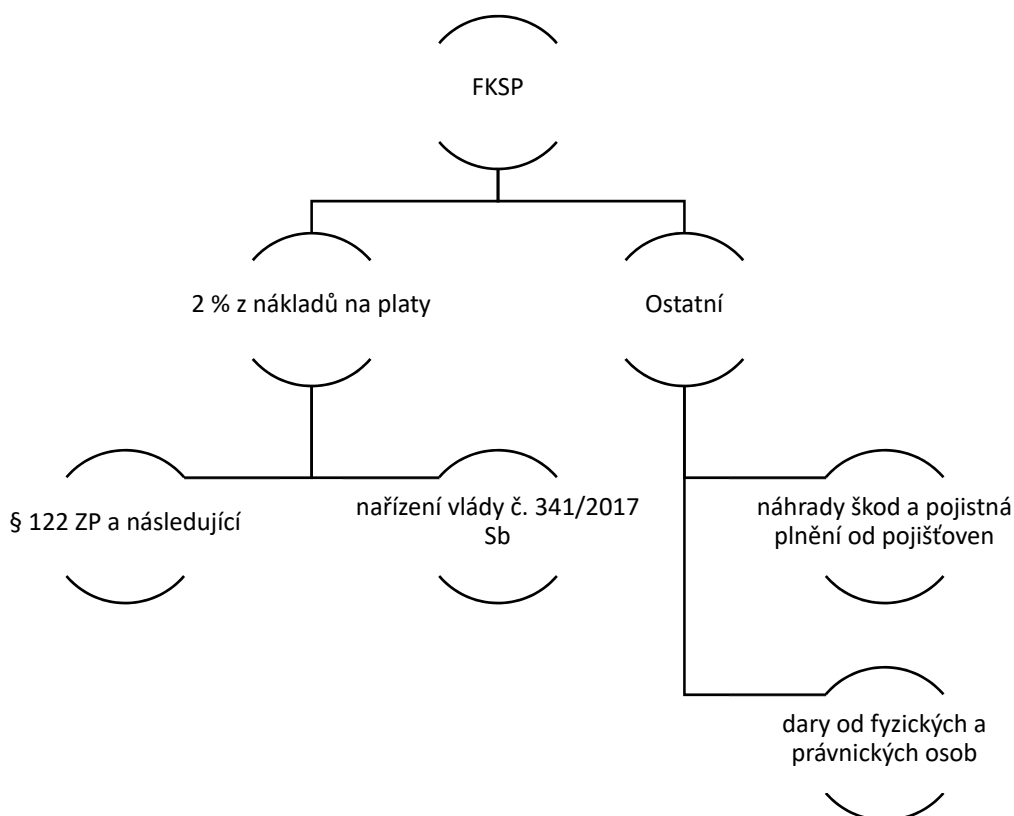 FKSP
2 % z nákladů na platy
Ostatní
§ 122 ZP a následující
nařízení vlády č. 341/2017
Sb
náhrady škod a pojistná
plnění od pojišťoven
dary od fyzických a
právnických osob